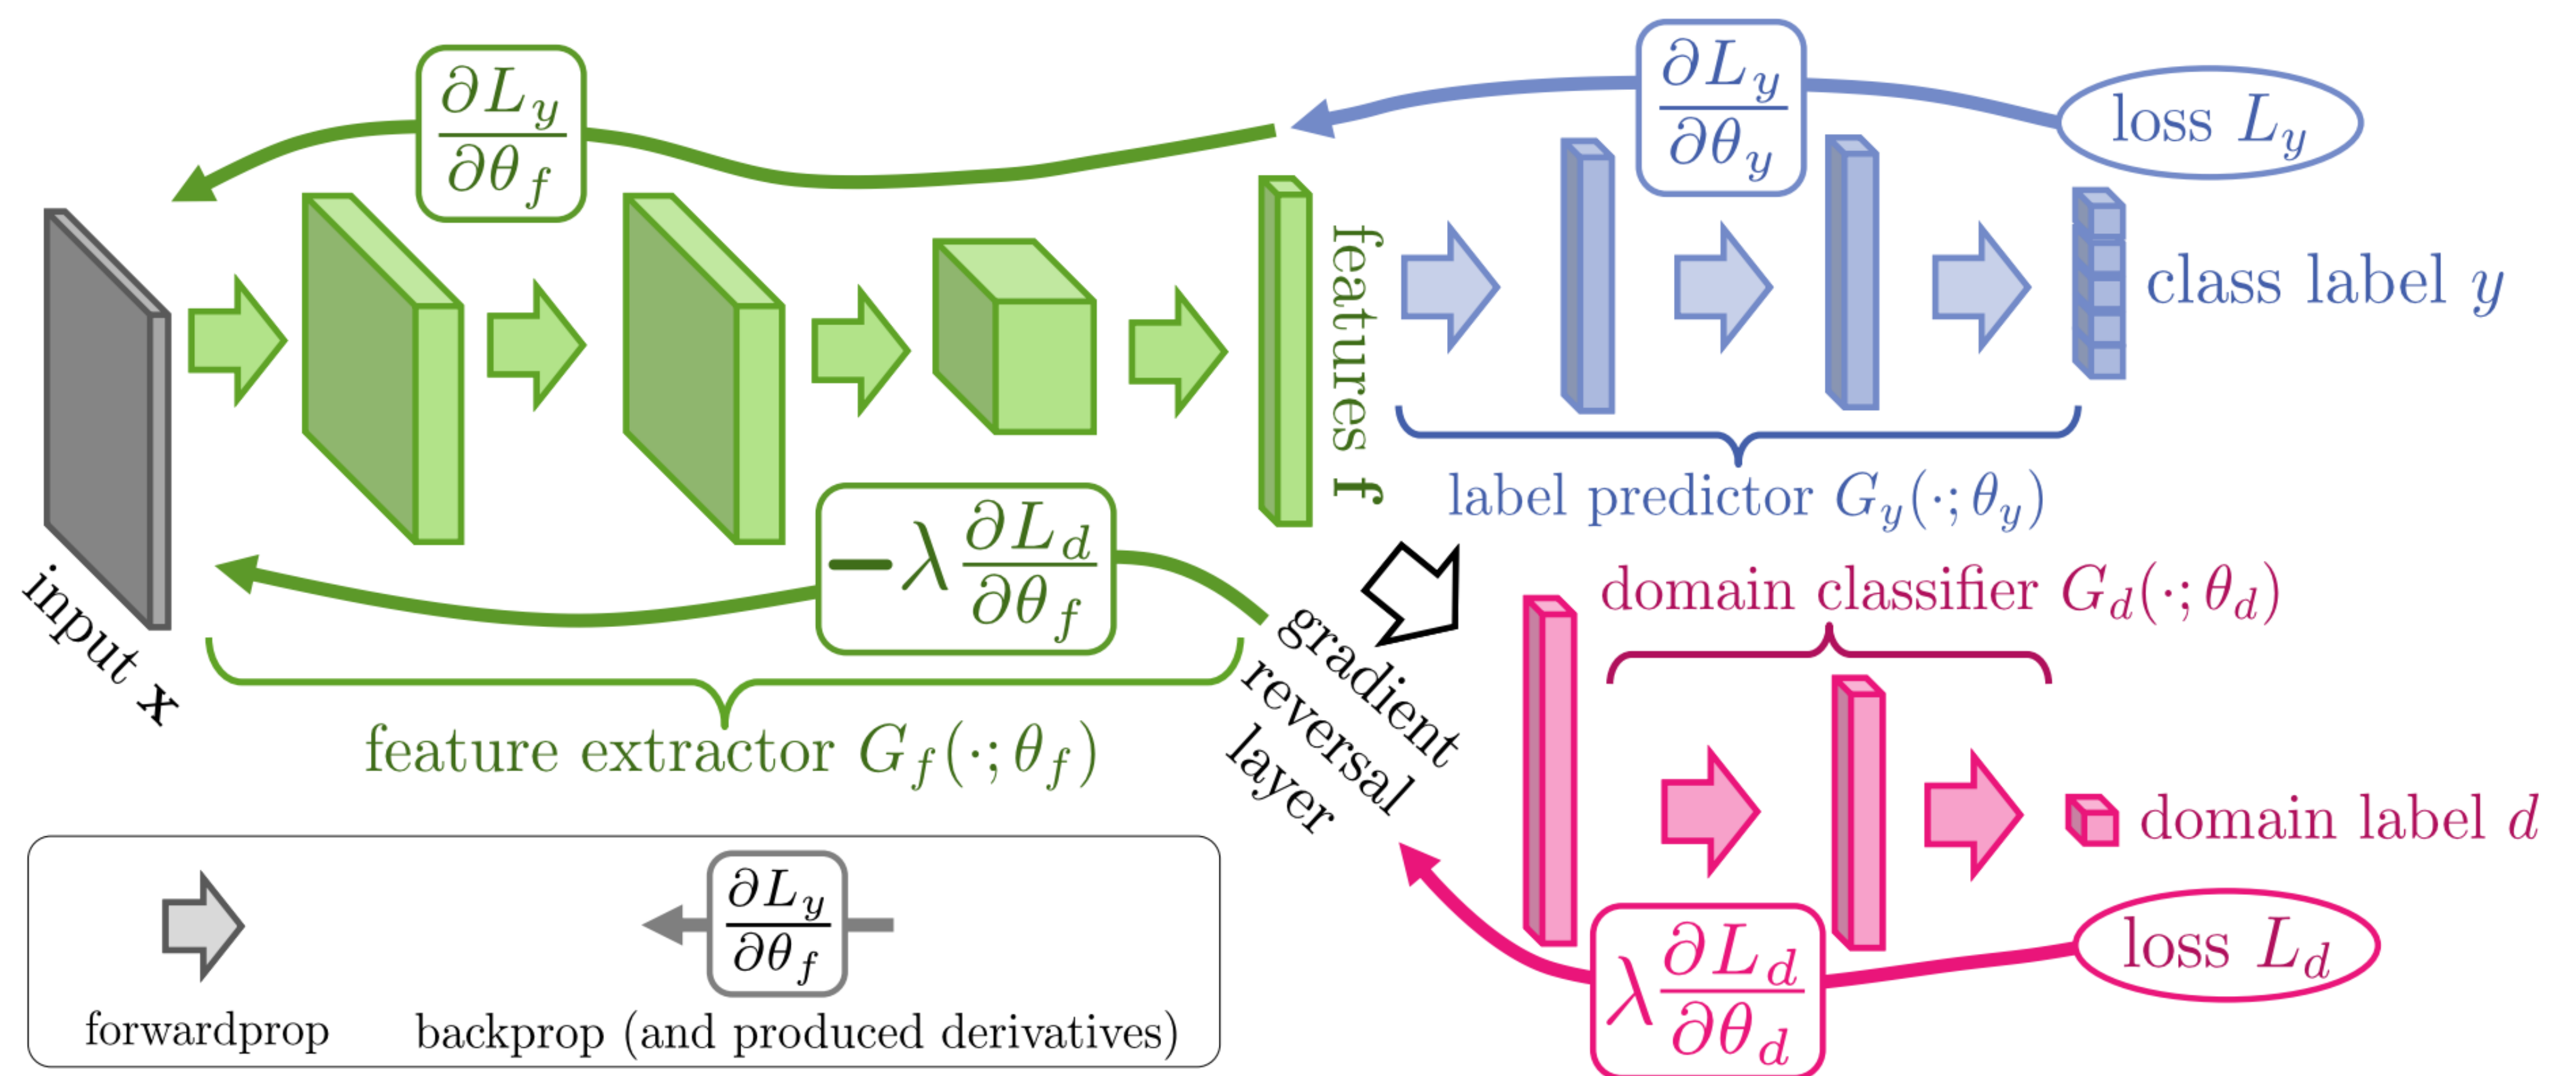 ∂L_y/∂θ_f
∂L_y/∂θ_y
loss L_y
features f
class label y
label predictor G_y(·; θ_y)
input x
−λ ∂L_d/∂θ_f
feature extractor G_f(·; θ_f)
gradient
reversal
layer
domain classifier G_d(·; θ_d)
domain label d
λ ∂L_d/∂θ_d
loss L_d
∂L_y/∂θ_f
forwardprop
backprop (and produced derivatives)